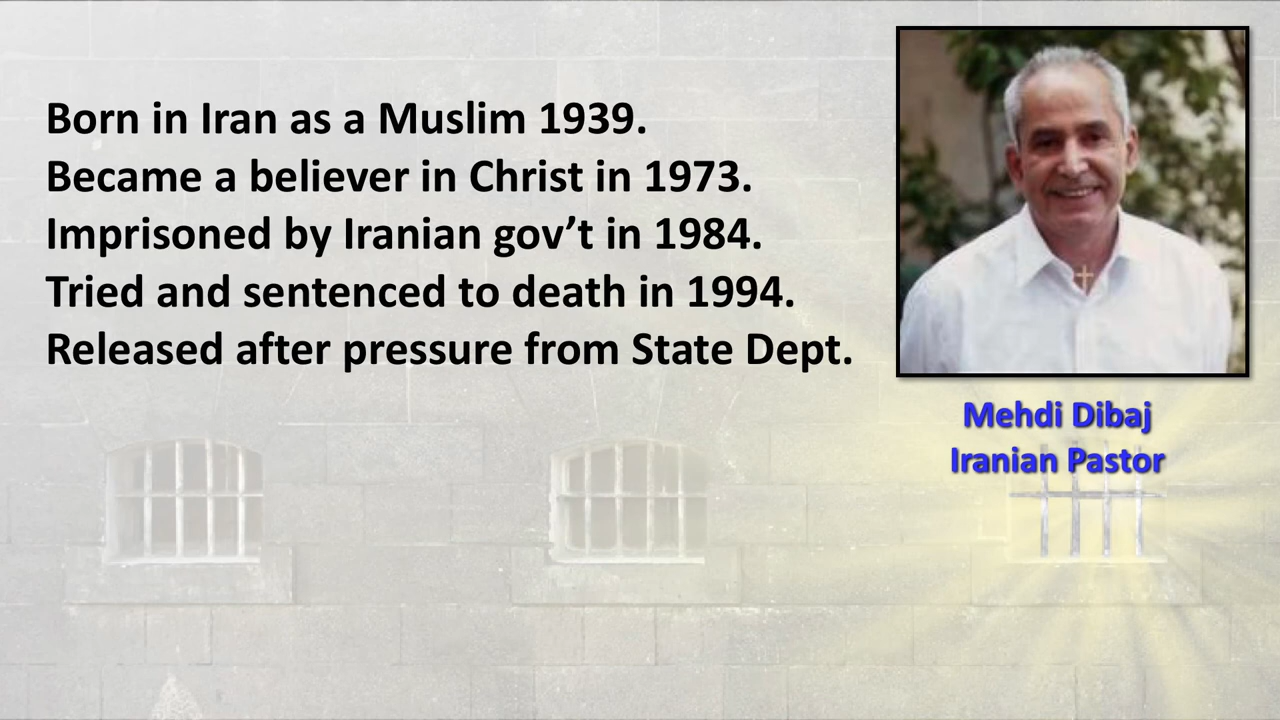 Born in Iran as a Muslim 1939.
Became a believer in Christ in 1973.
Imprisoned by Iranian gov’t in 1984.
Tried and sentenced to death in 1994.
Released after pressure from State Dept.
Mehdi Dibaj
Iranian Pastor